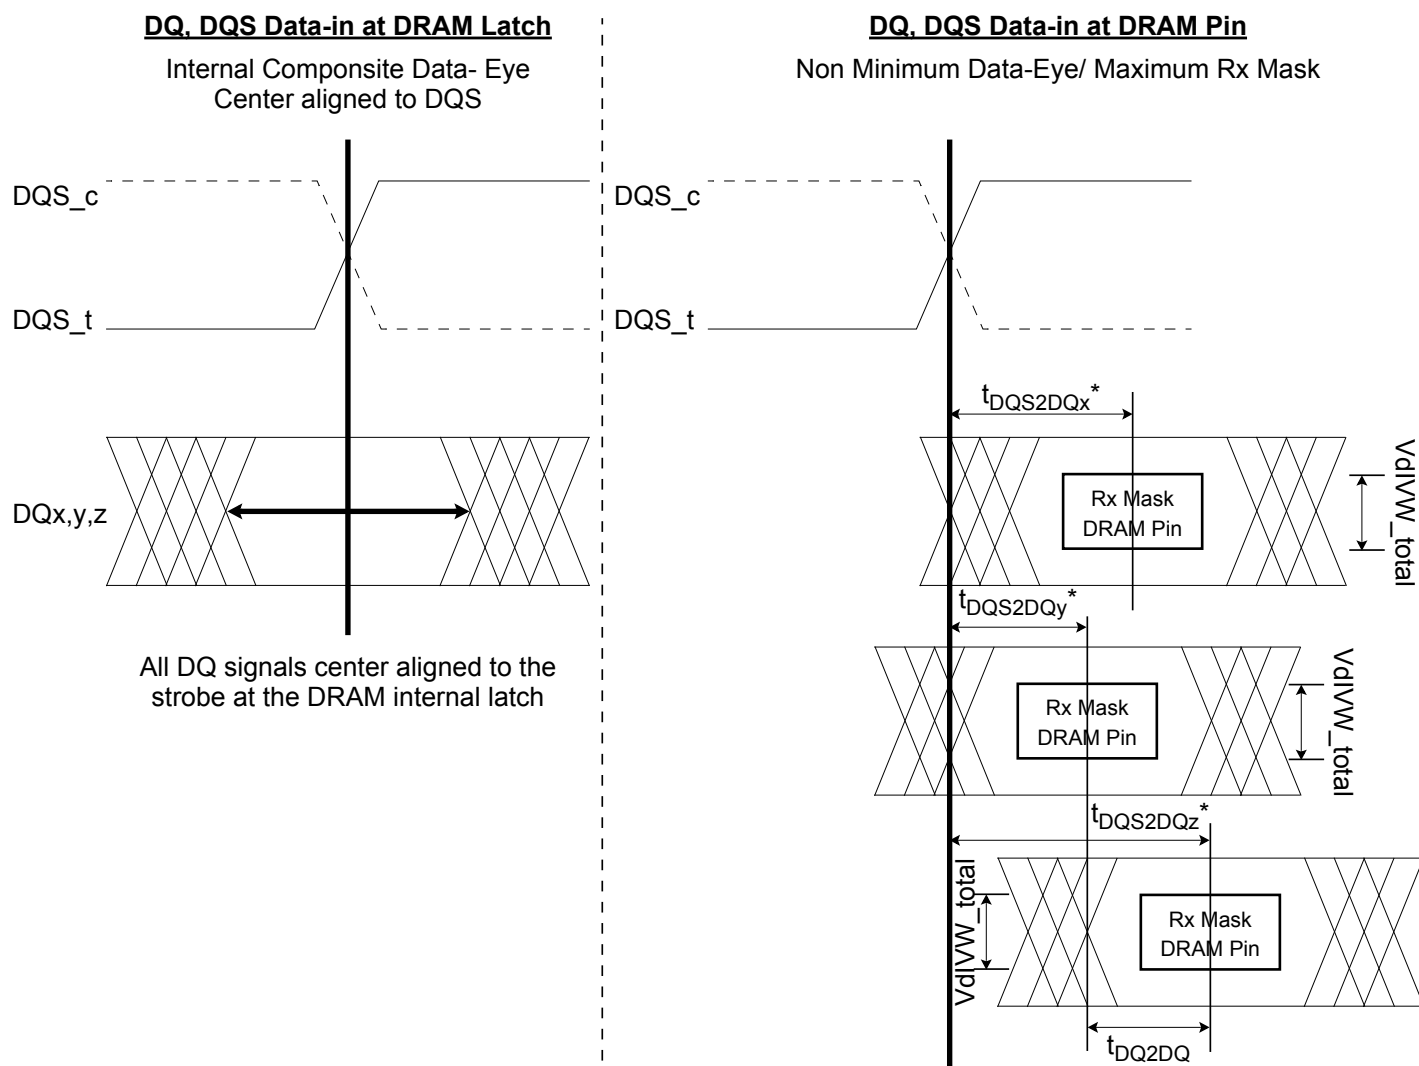 DQ, DQS Data-in at DRAM Latch
Internal Componsite Data- Eye
Center aligned to DQS
DQS_c
DQS_t
DQx,y,z
All DQ signals center aligned to the
strobe at the DRAM internal latch
DQ, DQS Data-in at DRAM Pin
Non Minimum Data-Eye/ Maximum Rx Mask
DQS_c
DQS_t
tDQS2DQx*
Rx Mask
DRAM Pin
VdIVW_total
tDQS2DQy*
Rx Mask
DRAM Pin
VdIVW_total
tDQS2DQz*
VdIVW_total
Rx Mask
DRAM Pin
tDQ2DQ